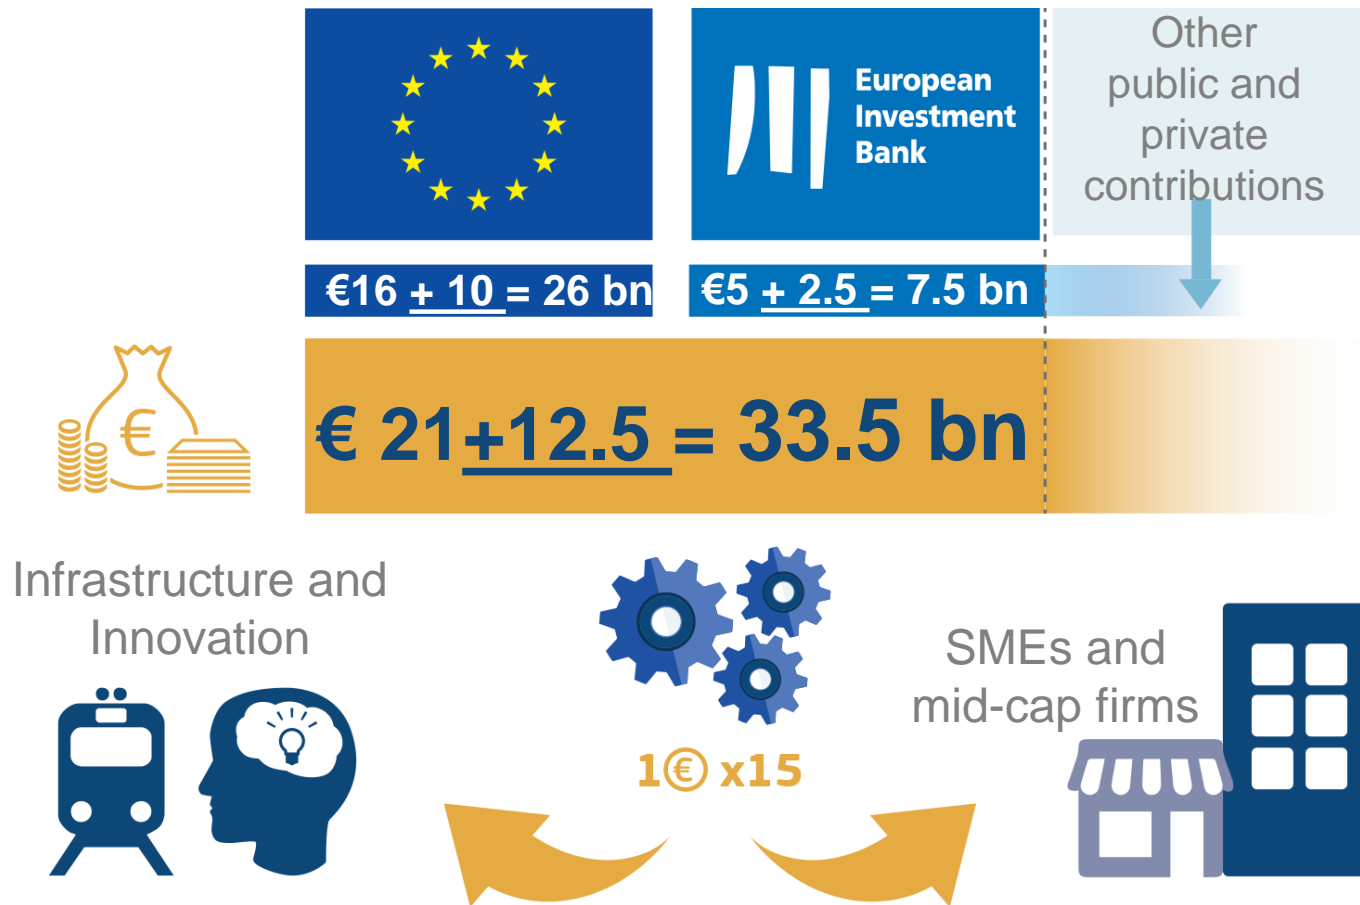 European
Investment
Bank
Other
public and
private
contributions
€16 + 10 = 26 bn
€5 + 2.5 = 7.5 bn
€
€ 21+12.5 = 33.5 bn
Infrastructure and
Innovation
SMEs and
mid-cap firms
1€ x15